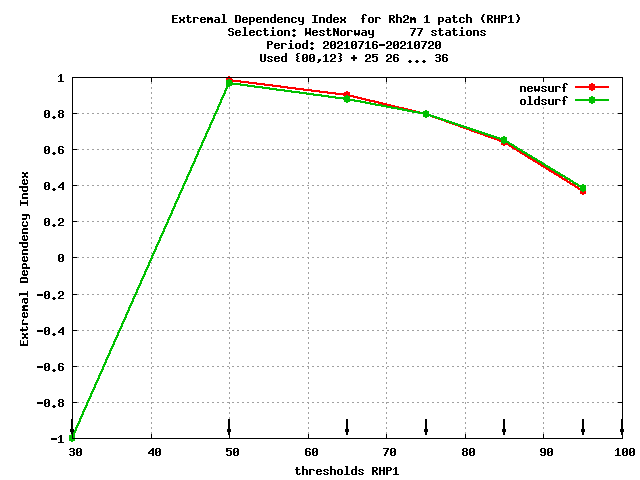 Extremal Dependency Index  for Rh2m 1 patch (RHP1)
Selection: WestNorway     77 stations
Period: 20210716-20210720
Used {00,12} + 25 26 ... 36
newsurf
oldsurf
Extremal Dependency Index
1
0.8
0.6
0.4
0.2
0
-0.2
-0.4
-0.6
-0.8
-1
30 40 50 60 70 80 90 100
thresholds RHP1